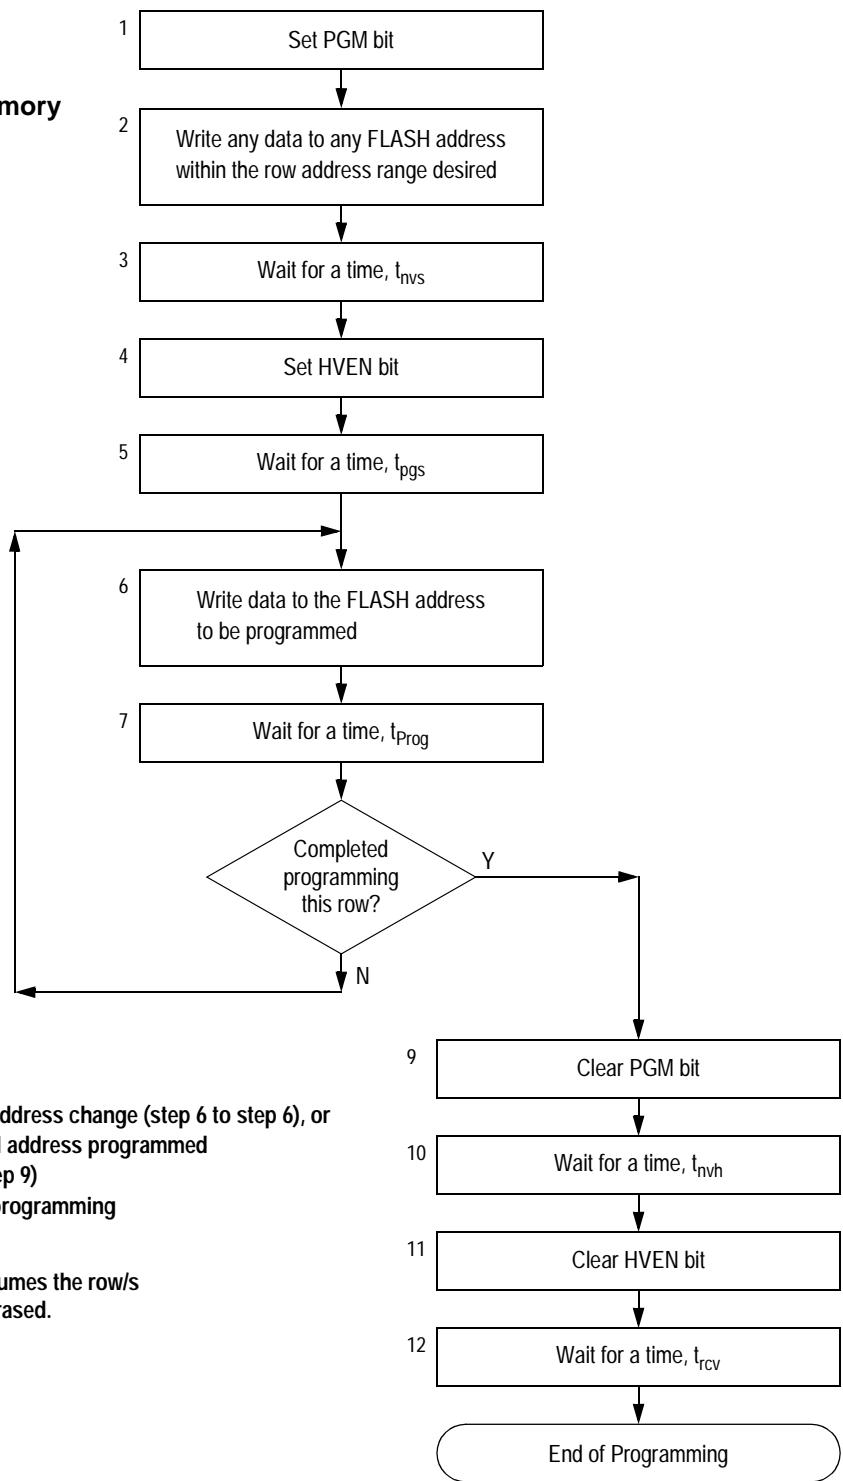 1
Set PGM bit
mory
2
Write any data to any FLASH address
within the row address range desired
3
Wait for a time, tnvs
4
Set HVEN bit
5
Wait for a time, tpgs
6
Write data to the FLASH address
to be programmed
7
Wait for a time, tProg
Completed
programming
this row?
Y
N
9
Clear PGM bit
ddress change (step 6 to step 6), or
address programmed
ep 9)
programming
10
Wait for a time, tnvh
11
Clear HVEN bit
umes the row/s
rased.
12
Wait for a time, trcv
End of Programming